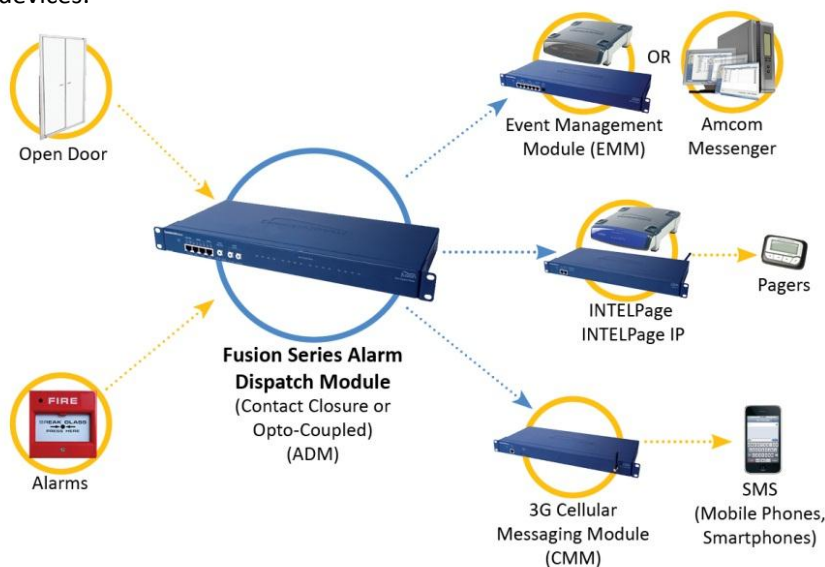 devices.
OR
Open Door
Event Management
Module (EMM)
Amcom
Messenger
INTELPage
INTELPage IP
Pagers
Fusion Series Alarm
Dispatch Module
(Contact Closure or
Opto-Coupled)
(ADM)
FIRE
BREAK GLASS
PRESS HERE
Alarms
3G Cellular
Messaging Module
(CMM)
SMS
(Mobile Phones,
Smartphones)